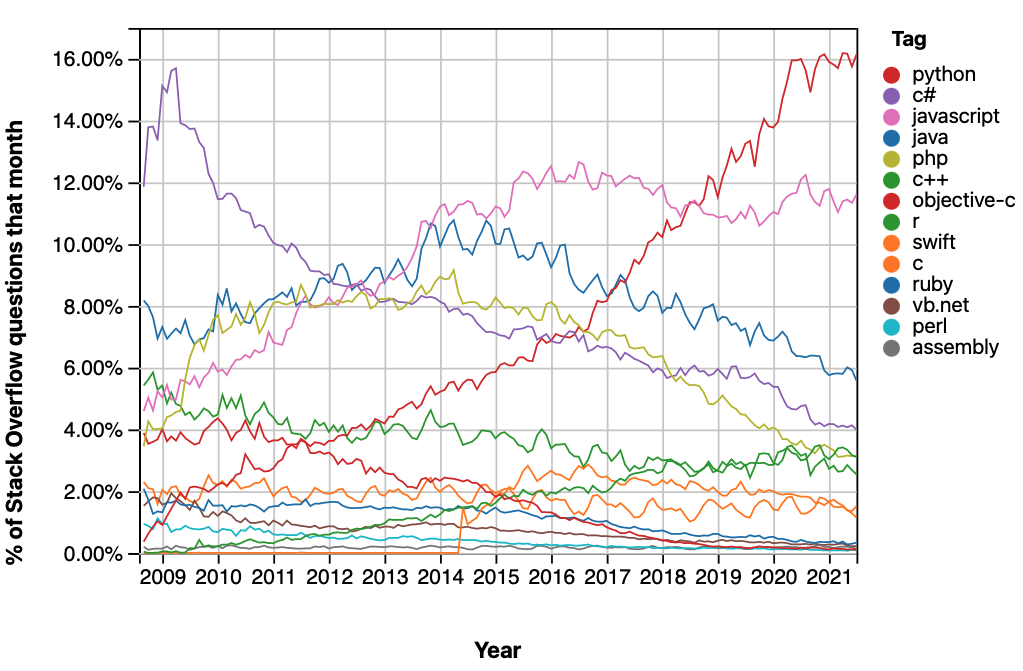 % of Stack Overflow questions that month
16.00%
14.00%
12.00%
10.00%
8.00%
6.00%
4.00%
2.00%
0.00%
2009 2010 2011 2012 2013 2014 2015 2016 2017 2018 2019 2020 2021
Year
Tag
python
c#
javascript
java
php
c++
objective-c
r
swift
c
ruby
vb.net
perl
assembly